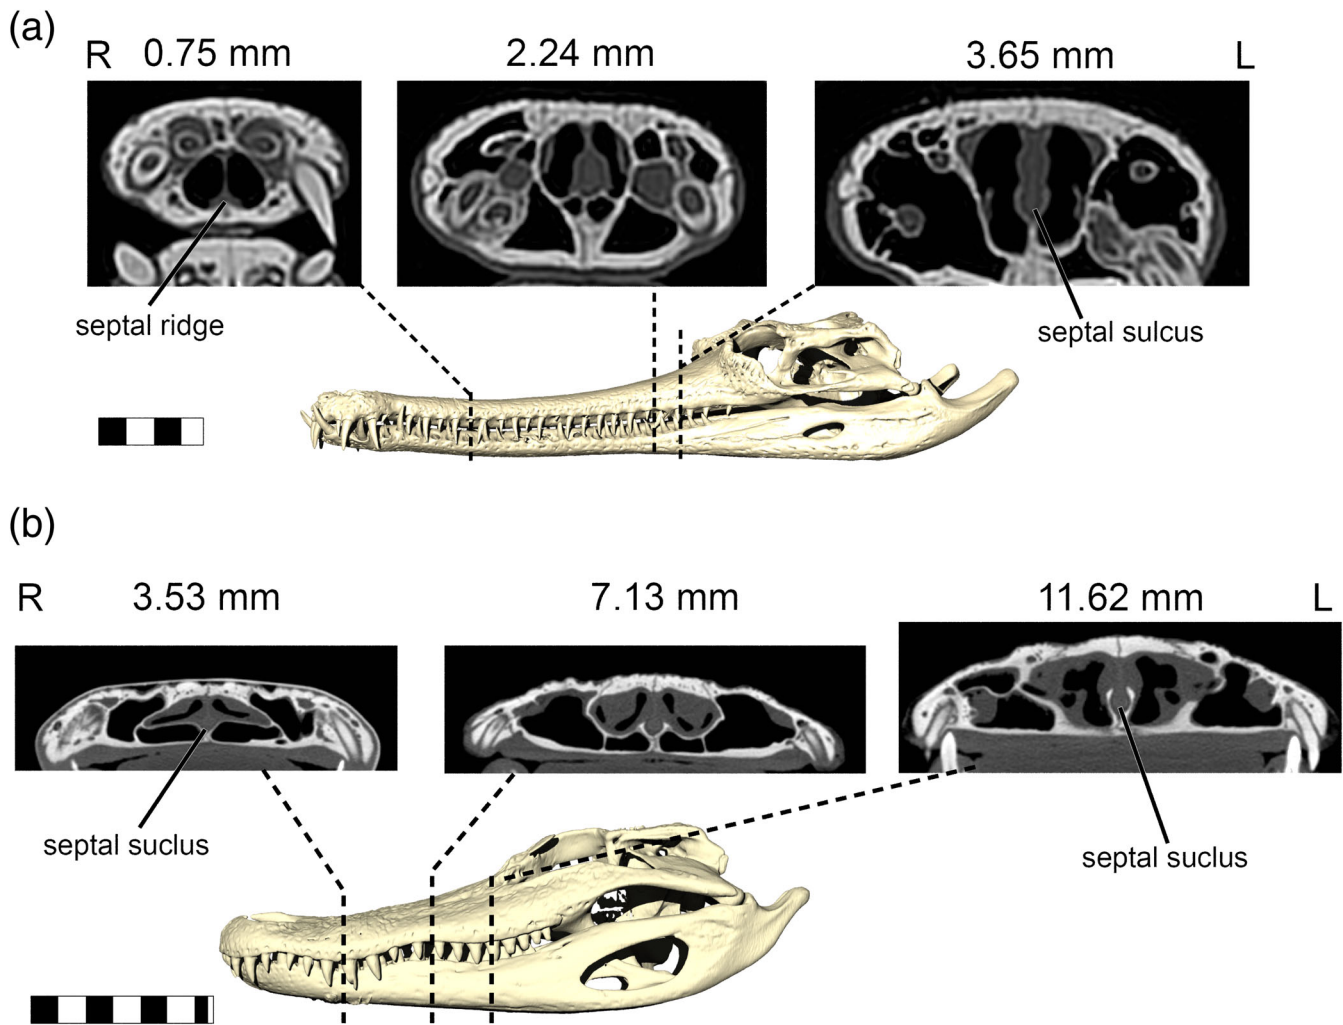 (a)
R 0.75 mm 2.24 mm 3.65 mm L
septal ridge
septal sulcus
(b)
R 3.53 mm 7.13 mm 11.62 mm L
septal suclus
septal suclus